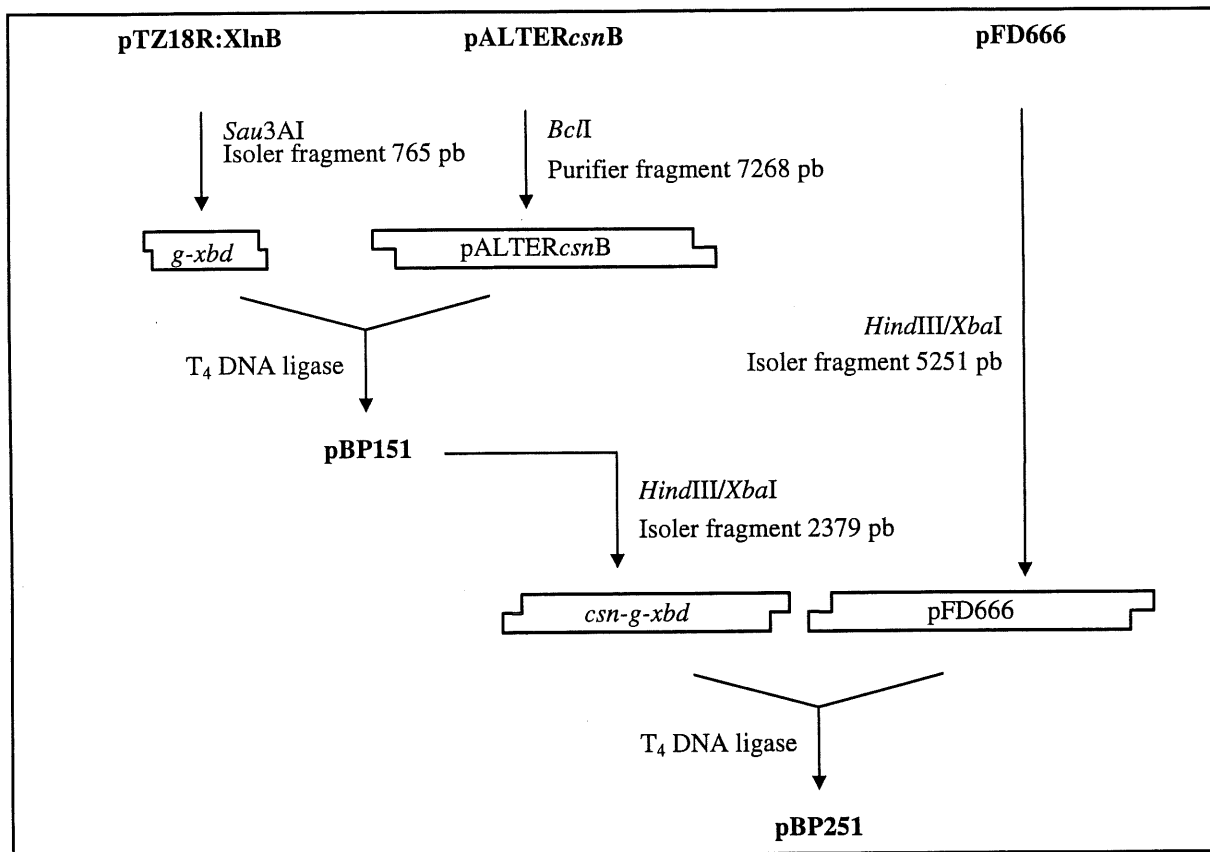 pTZ18R:XlnB
pALTERcsnB
pFD666
Sau3AI
Isoler fragment 765 pb
BclI
Purifier fragment 7268 pb
g-xbd
pALTERcsnB
HindIII/XbaI
Isoler fragment 5251 pb
T4 DNA ligase
pBP151
HindIII/XbaI
Isoler fragment 2379 pb
csn-g-xbd
pFD666
T4 DNA ligase
pBP251